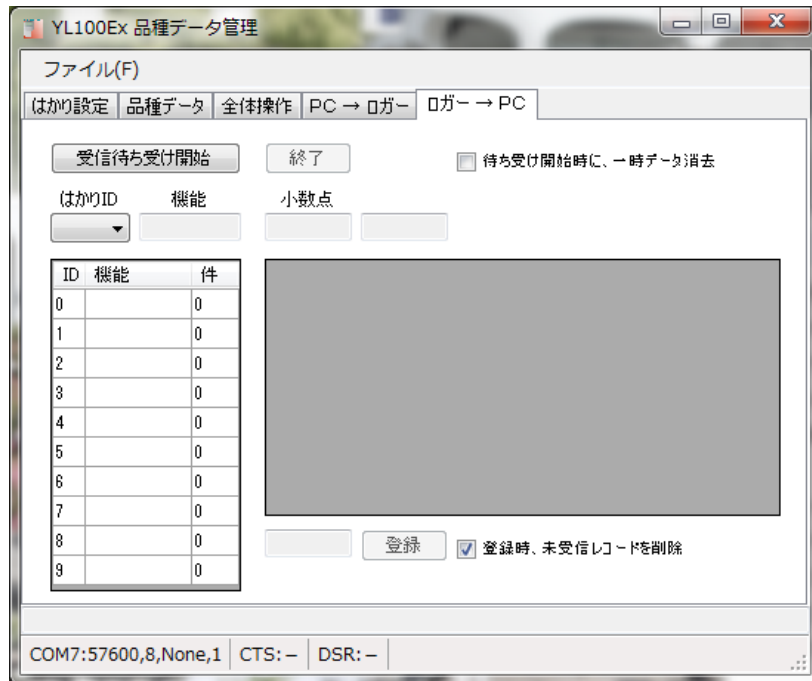 YL100Ex 品種データ管理
ファイル(F)
はかり設定 品種データ 全体操作 PC → ロガー ロガー → PC
受信待ち受け開始 終了 待ち受け開始時に、一時データ消去
はかりID 機能 小数点
ID 機能 件
0 0
1 0
2 0
3 0
4 0
5 0
6 0
7 0
8 0
9 0
登録 登録時、未受信レコードを削除
COM7:57600,8,None,1 CTS: – DSR: –